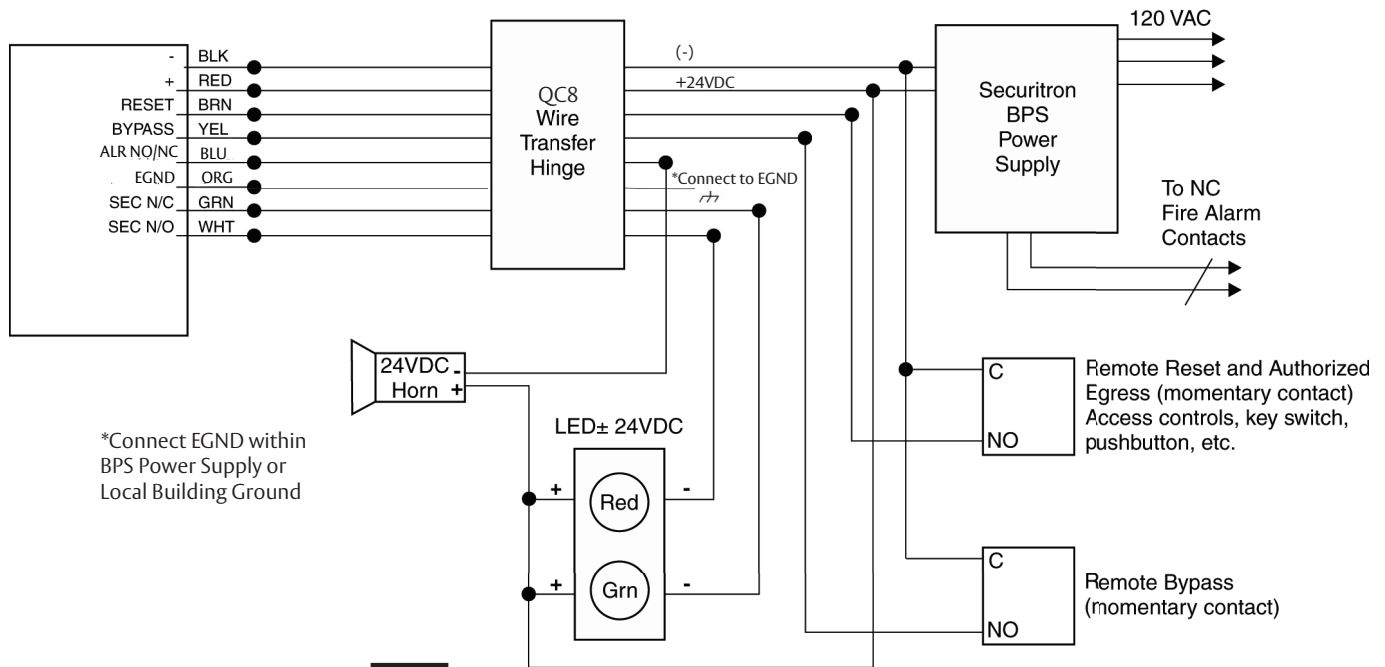 120 VAC
- BLK
+ RED
RESET BRN
BYPASS YEL
ALR NO/NC BLU
EGND ORG
SEC N/C GRN
SEC N/O WHT
QC8
Wire
Transfer
Hinge
(-)
+24VDC
*Connect to EGND
Securitron
BPS
Power
Supply
To NC
Fire Alarm
Contacts
24VDC -
Horn +
LED± 24VDC
+ Red -
+ Grn -
*Connect EGND within
BPS Power Supply or
Local Building Ground
C
NO
Remote Reset and Authorized
Egress (momentary contact)
Access controls, key switch,
pushbutton, etc.
C
NO
Remote Bypass
(momentary contact)